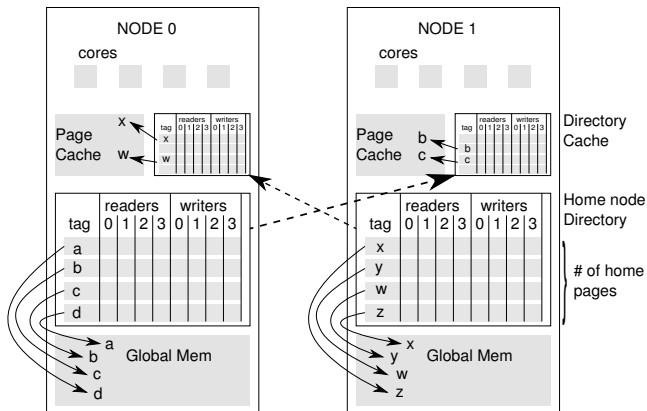 NODE 0
cores
Page
Cache
x
w
readers writers
tag 0 1 2 3 0 1 2 3
x
w
readers writers
tag 0 1 2 3 0 1 2 3
a
b
c
d
a
b
c
d
Global Mem
NODE 1
cores
Page
Cache
b
c
readers writers
tag 0 1 2 3 0 1 2 3
b
c
Directory
Cache
readers writers
tag 0 1 2 3 0 1 2 3
x
y
w
z
Home node
Directory
# of home
pages
x
y
w
z
Global Mem